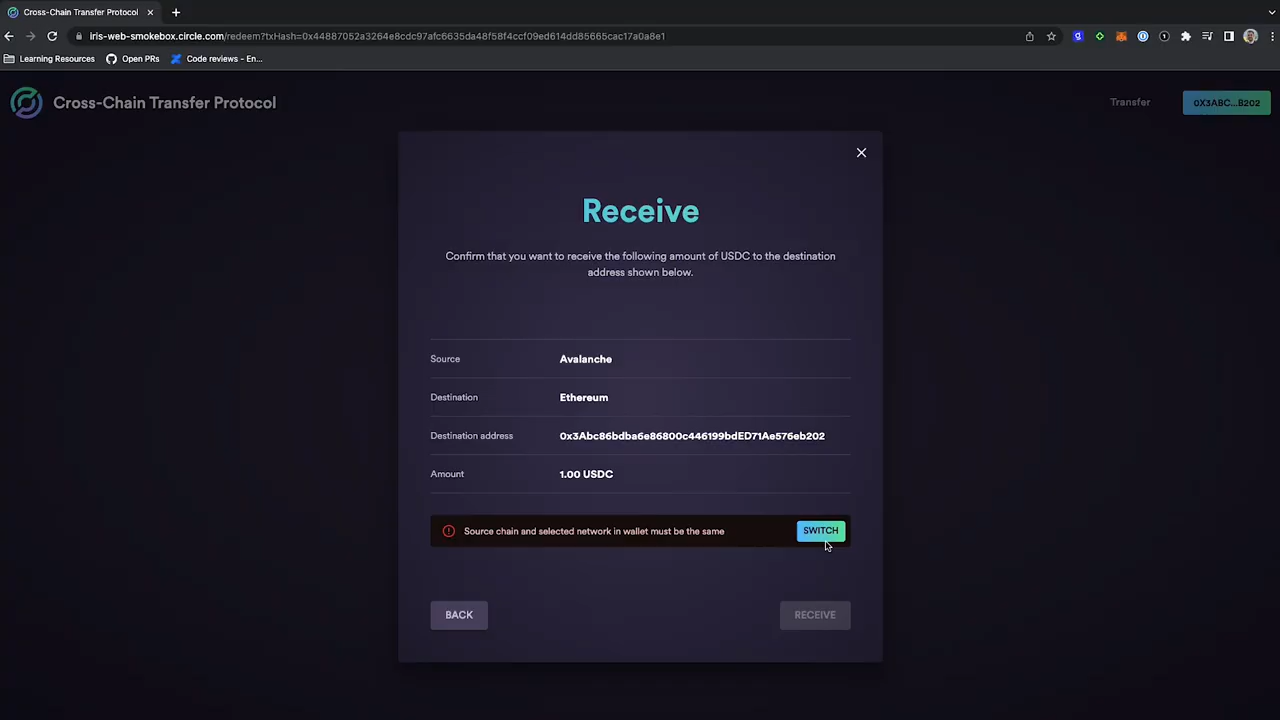 Cross-Chain Transfer Protocol
iris-web-smokebox.circle.com/redeem?txHash=0x44887052a3264e8cdc97afc6635da48f58f4ccf09ed614dd85665cac17a0a8e1
Learning Resources Open PRs Code reviews - En...
Cross-Chain Transfer Protocol
Transfer
0X3ABC...B202
Receive
Confirm that you want to receive the following amount of USDC to the destination
address shown below.
Source Avalanche
Destination Ethereum
Destination address 0x3Abc86bdba6e86800c446199bdED71Ae576eb202
Amount 1.00 USDC
Source chain and selected network in wallet must be the same SWITCH
BACK RECEIVE